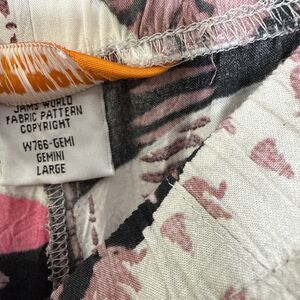 JAMS WORLD
FABRIC PATTERN
COPYRIGHT
W766-GEMI
GEMINI
LARGE